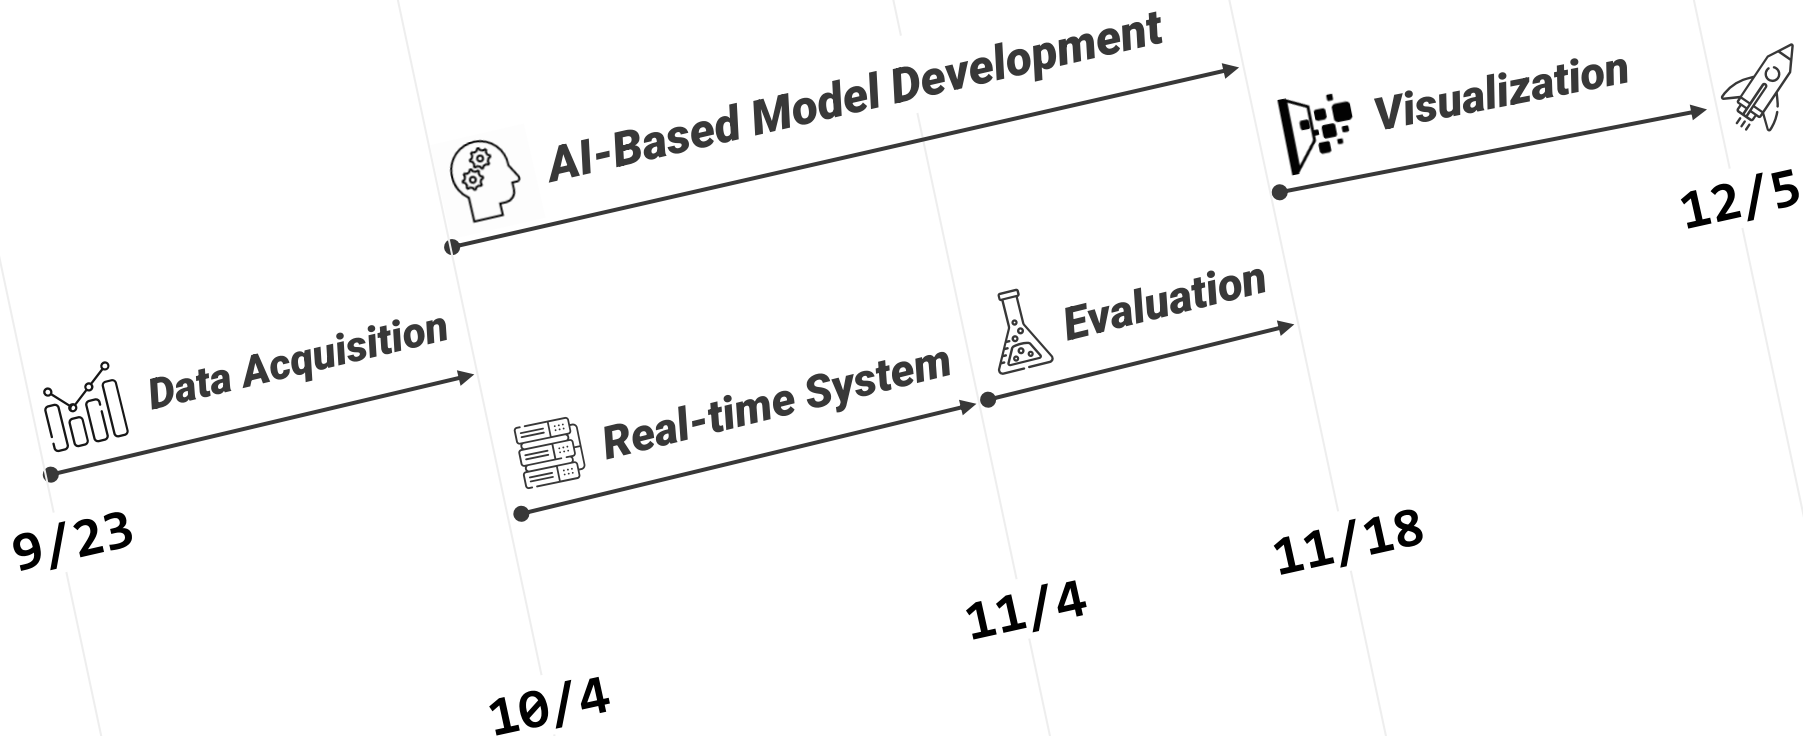 AI-Based Model Development
Visualization
12/5
Data Acquisition
Evaluation
Real-time System
9/23
11/18
11/4
10/4